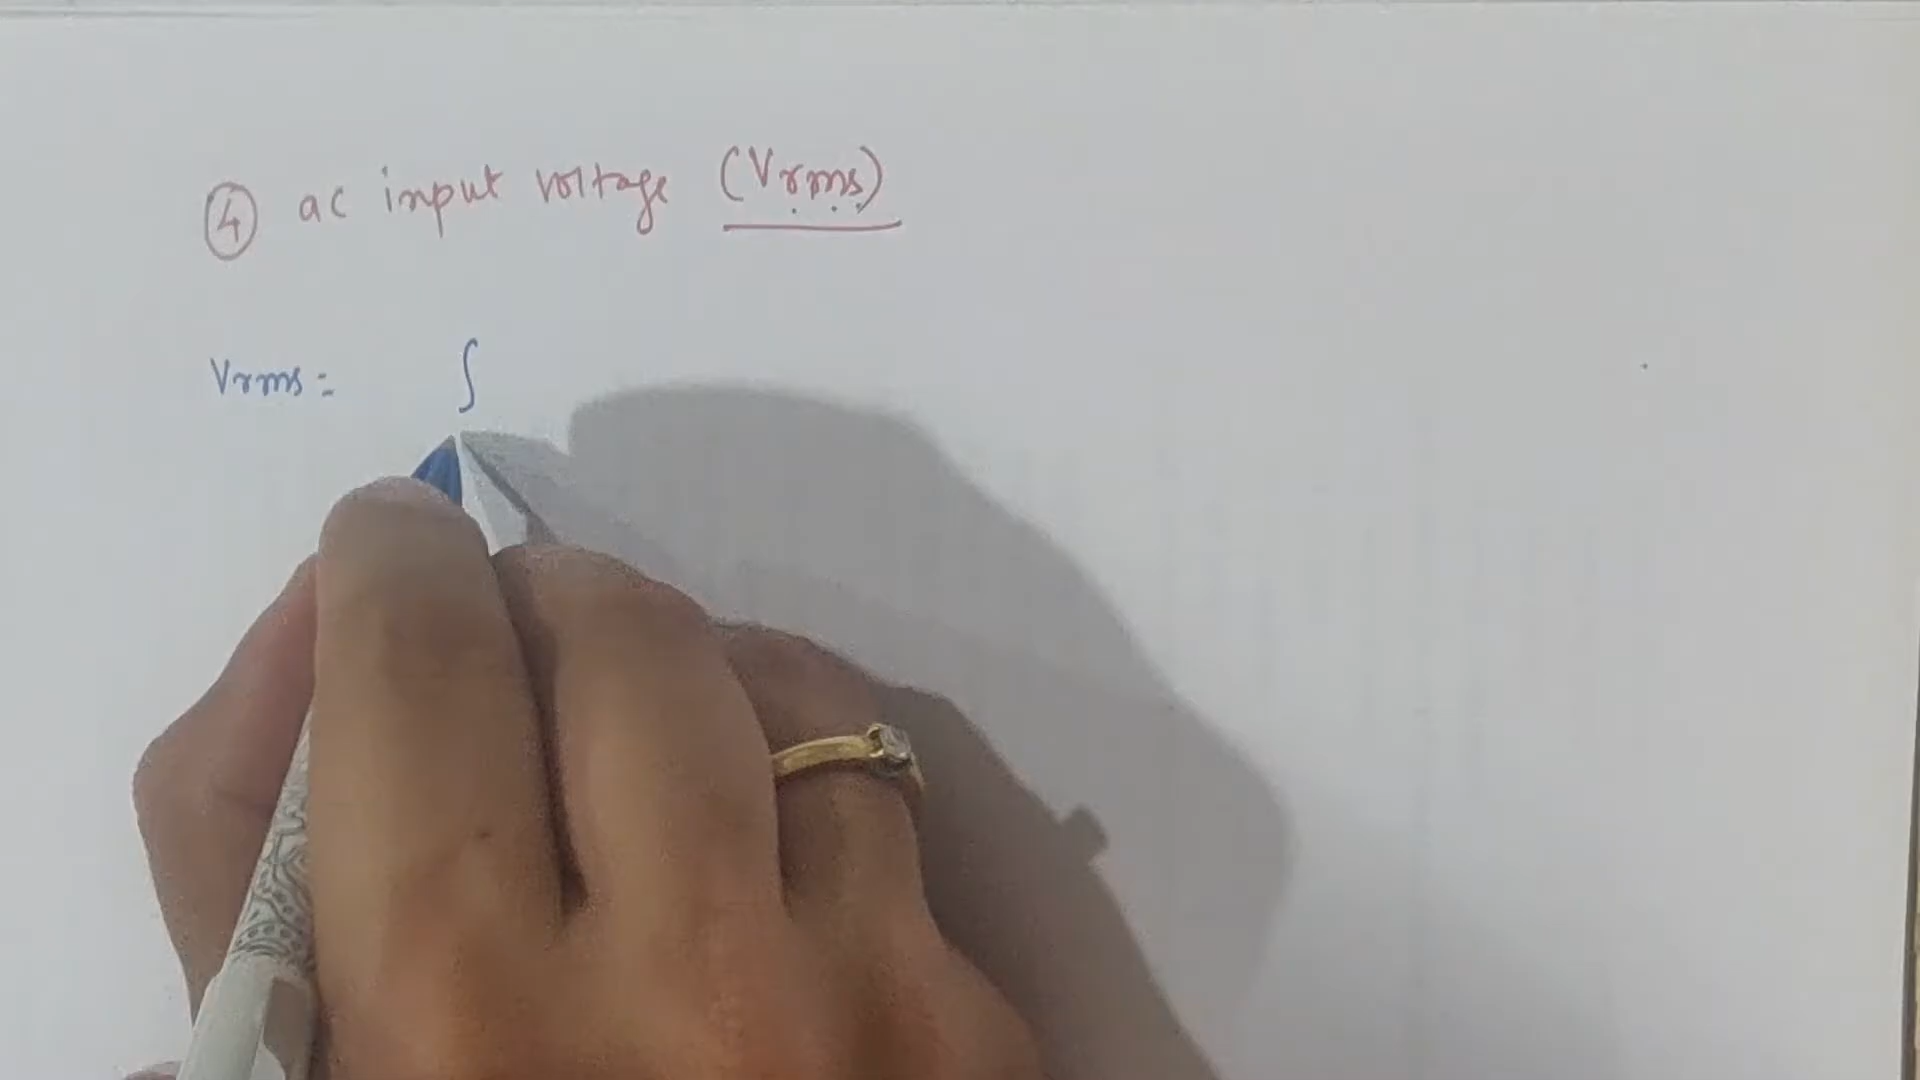 ④ ac input voltage (Vrms)
Vrms = ∫